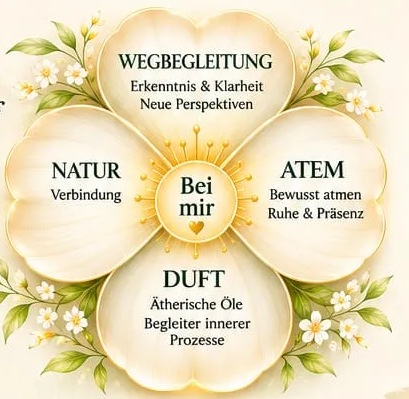 WEGBEGLEITUNG
Erkenntnis & Klarheit
Neue Perspektiven
NATUR
Verbindung
Bei
mir
ATEM
Bewusst atmen
Ruhe & Präsenz
DUFT
Ätherische Öle
Begleiter innerer
Prozesse